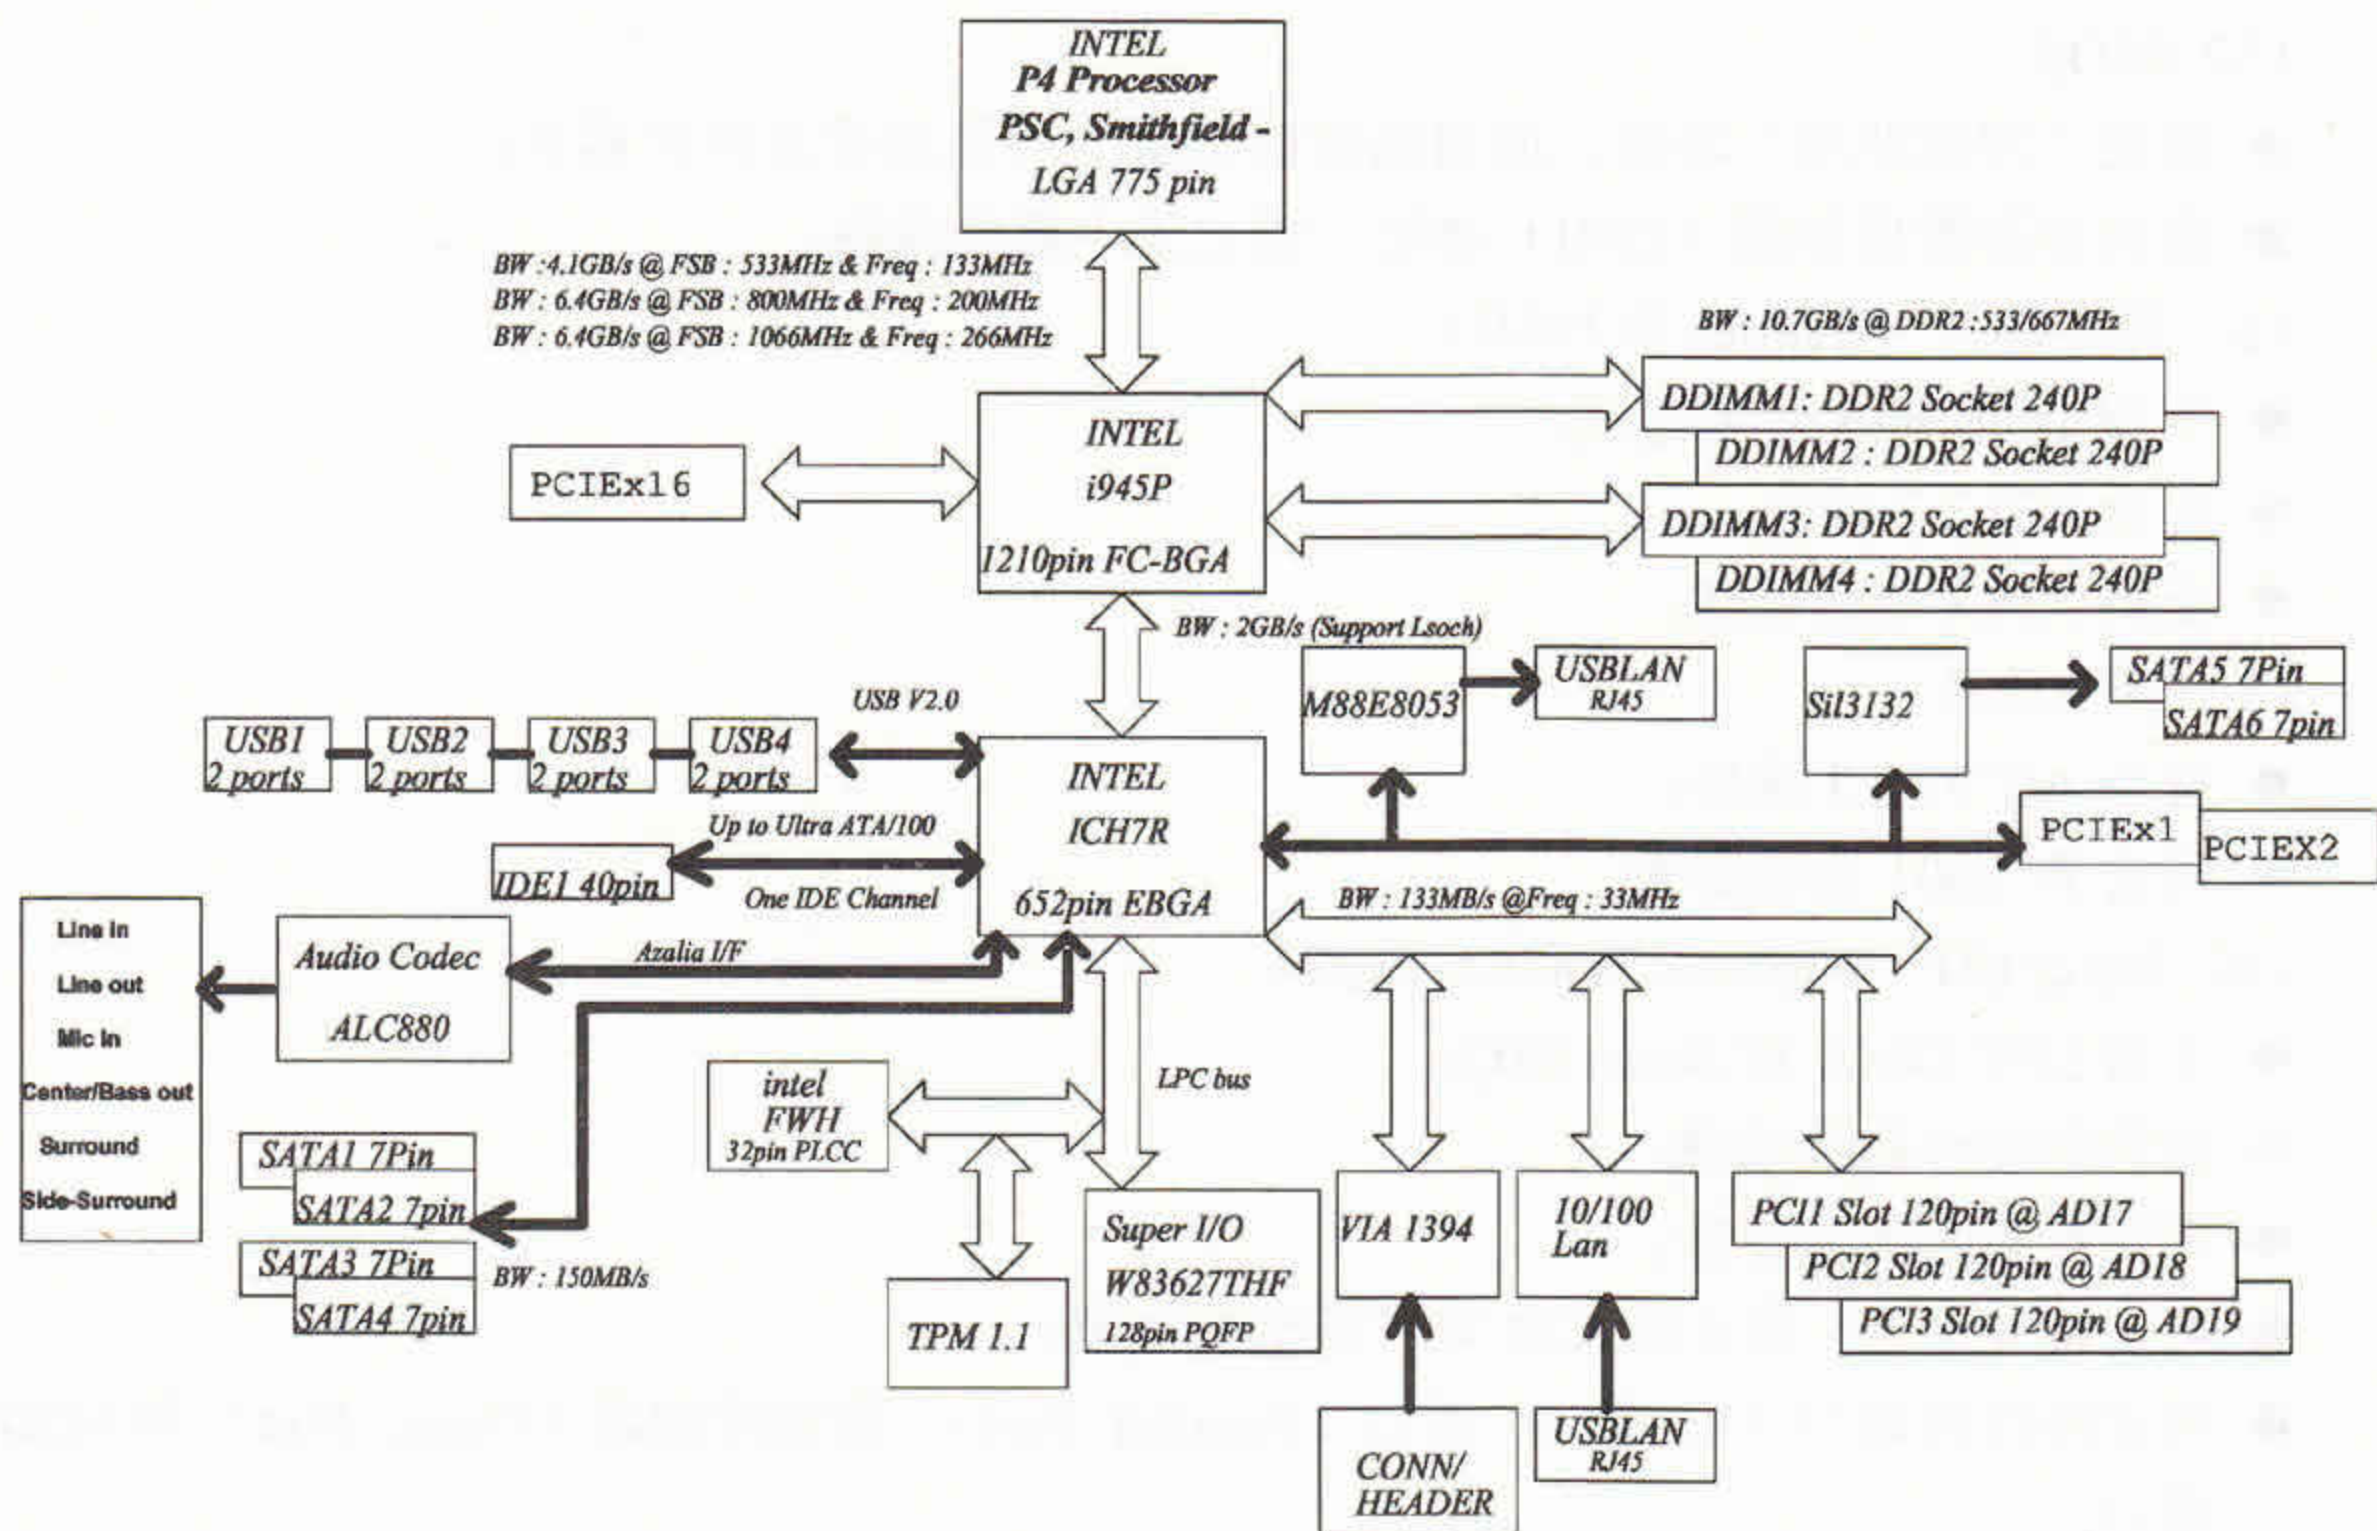 INTEL
P4 Processor
PSC, Smithfield -
LGA 775 pin
BW :4.1GB/s @ FSB : 533MHz & Freq : 133MHz
BW : 6.4GB/s @ FSB : 800MHz & Freq : 200MHz
BW : 6.4GB/s @ FSB : 1066MHz & Freq : 266MHz
BW : 10.7GB/s @ DDR2 :533/667MHz
PCIEx16
INTEL
i945P
1210pin FC-BGA
DDIMM1: DDR2 Socket 240P
DDIMM2 : DDR2 Socket 240P
DDIMM3: DDR2 Socket 240P
DDIMM4 : DDR2 Socket 240P
BW : 2GB/s (Support Lsoch)
M88E8053
USBLAN
RJ45
Sil3132
SATA5 7Pin
SATA6 7pin
USB V2.0
USB1
2 ports
USB2
2 ports
USB3
2 ports
USB4
2 ports
INTEL
ICH7R
652pin EBGA
Up to Ultra ATA/100
IDE1 40pin
One IDE Channel
PCIEx1
PCIEX2
BW : 133MB/s @Freq : 33MHz
Line in
Line out
Mic In
Center/Bass out
Surround
Side-Surround
Audio Codec
ALC880
Azalia I/F
SATA1 7Pin
SATA2 7pin
SATA3 7Pin
SATA4 7pin
BW : 150MB/s
intel
FWH
32pin PLCC
LPC bus
TPM 1.1
Super I/O
W83627THF
128pin PQFP
VIA 1394
10/100
Lan
PCI1 Slot 120pin @ AD17
PCI2 Slot 120pin @ AD18
PCI3 Slot 120pin @ AD19
CONN/
HEADER
USBLAN
RJ45